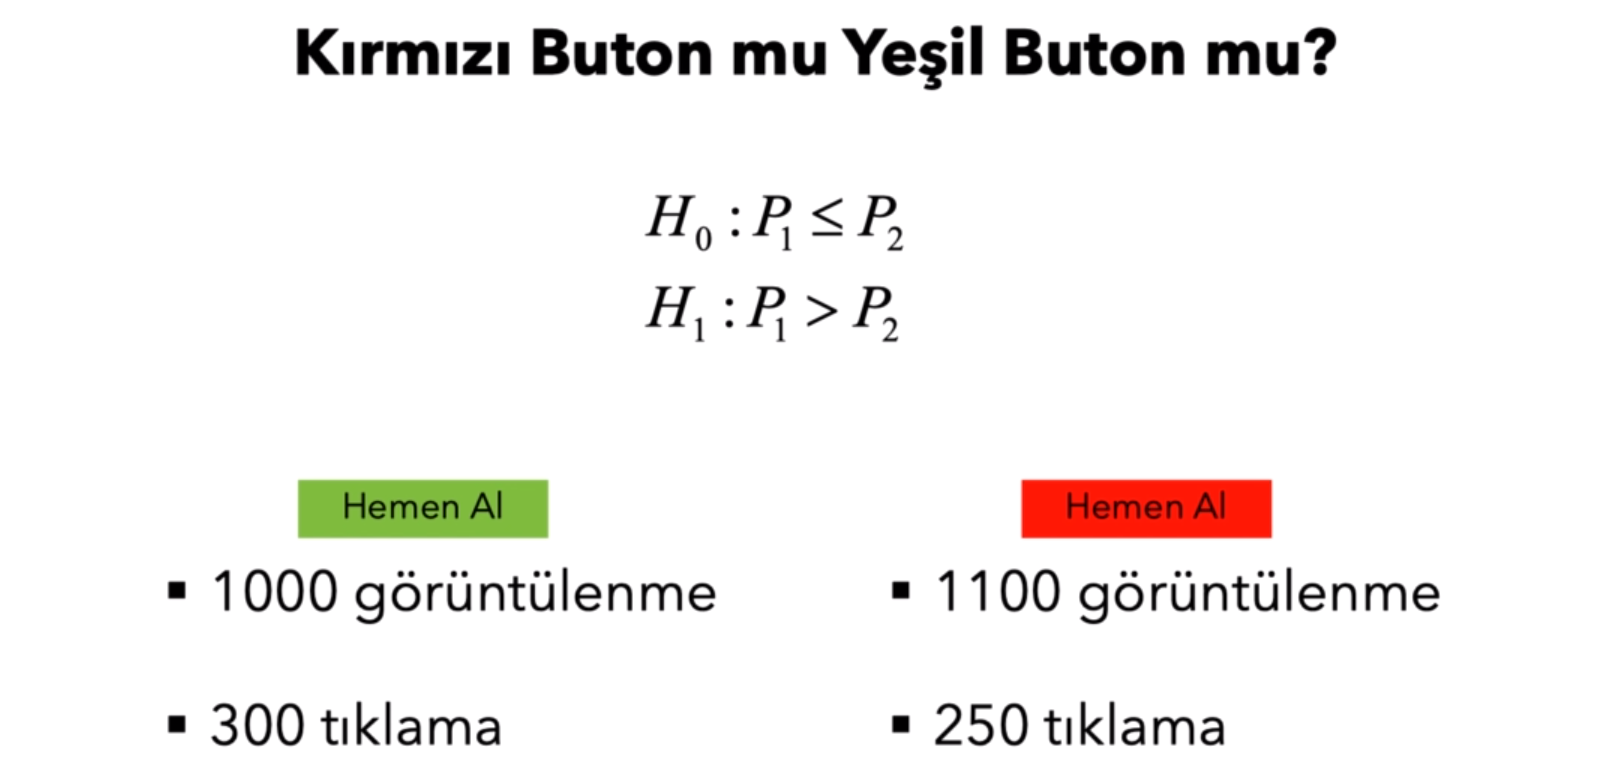 Kırmızı Buton mu Yeşil Buton mu?
H₀ : P₁ ≤ P₂
H₁ : P₁ > P₂
Hemen Al
▪ 1000 görüntülenme
▪ 300 tıklama
Hemen Al
▪ 1100 görüntülenme
▪ 250 tıklama